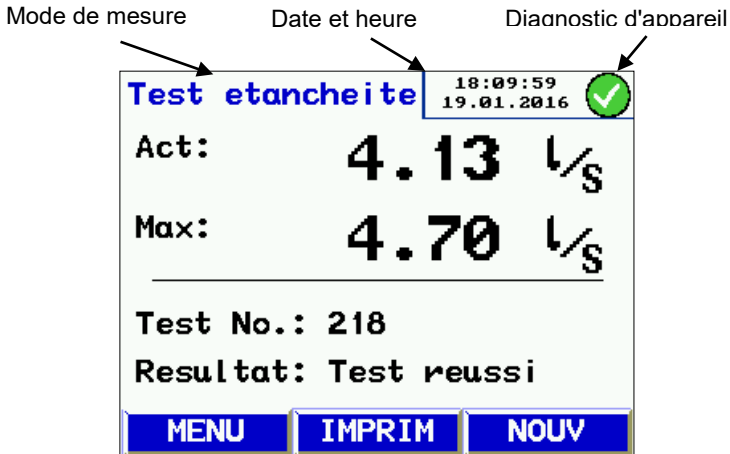 Mode de mesure
Date et heure
Diagnostic d'appareil
Test etancheite
18:09:59
19.01.2016
Act: 4.13 l/s
Max: 4.70 l/s
Test No.: 218
Resultat: Test reussi
MENU IMPRIM NOUV